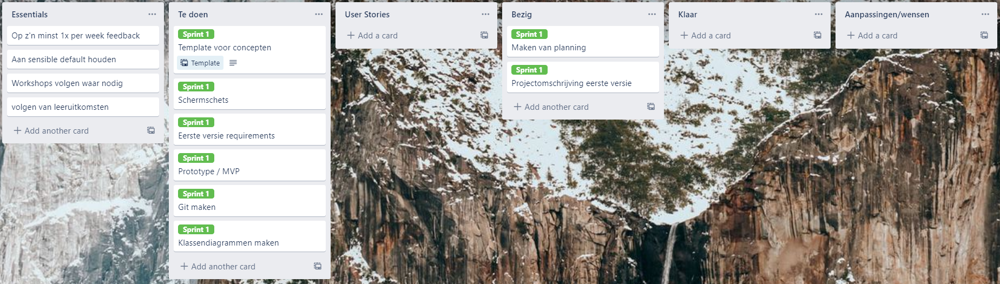 Essentials
Op z'n minst 1x per week feedback
Aan sensible default houden
Workshops volgen waar nodig
volgen van leeruitkomsten
Add another card
Te doen
Sprint 1
Template voor concepten
Template
Sprint 1
Schermschets
Sprint 1
Eerste versie requirements
Sprint 1
Prototype / MVP
Sprint 1
Git maken
Sprint 1
Klassendiagrammen maken
Add another card
User Stories
Add a card
Bezig
Sprint 1
Maken van planning
Sprint 1
Projectomschrijving eerste versie
Add another card
Klaar
Add a card
Aanpassingen/wensen
Add a card